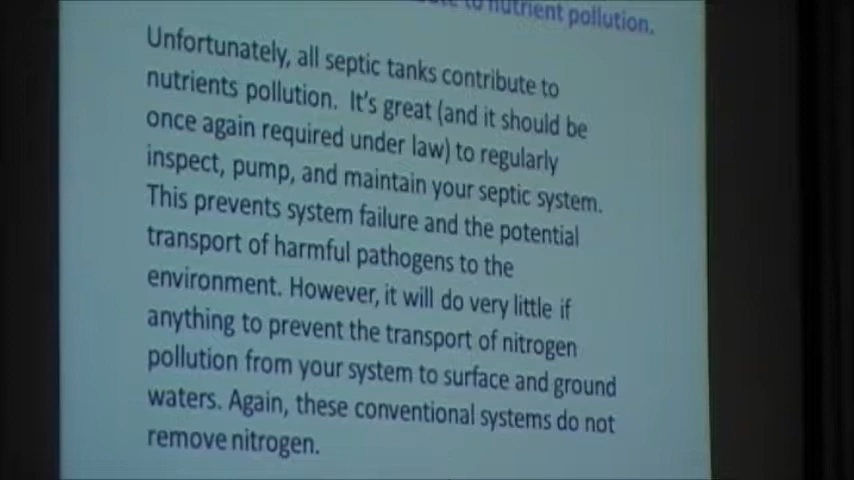 to nutrient pollution.
Unfortunately, all septic tanks contribute to
nutrients pollution. It's great (and it should be
once again required under law) to regularly
inspect, pump, and maintain your septic system.
This prevents system failure and the potential
transport of harmful pathogens to the
environment. However, it will do very little if
anything to prevent the transport of nitrogen
pollution from your system to surface and ground
waters. Again, these conventional systems do not
remove nitrogen.